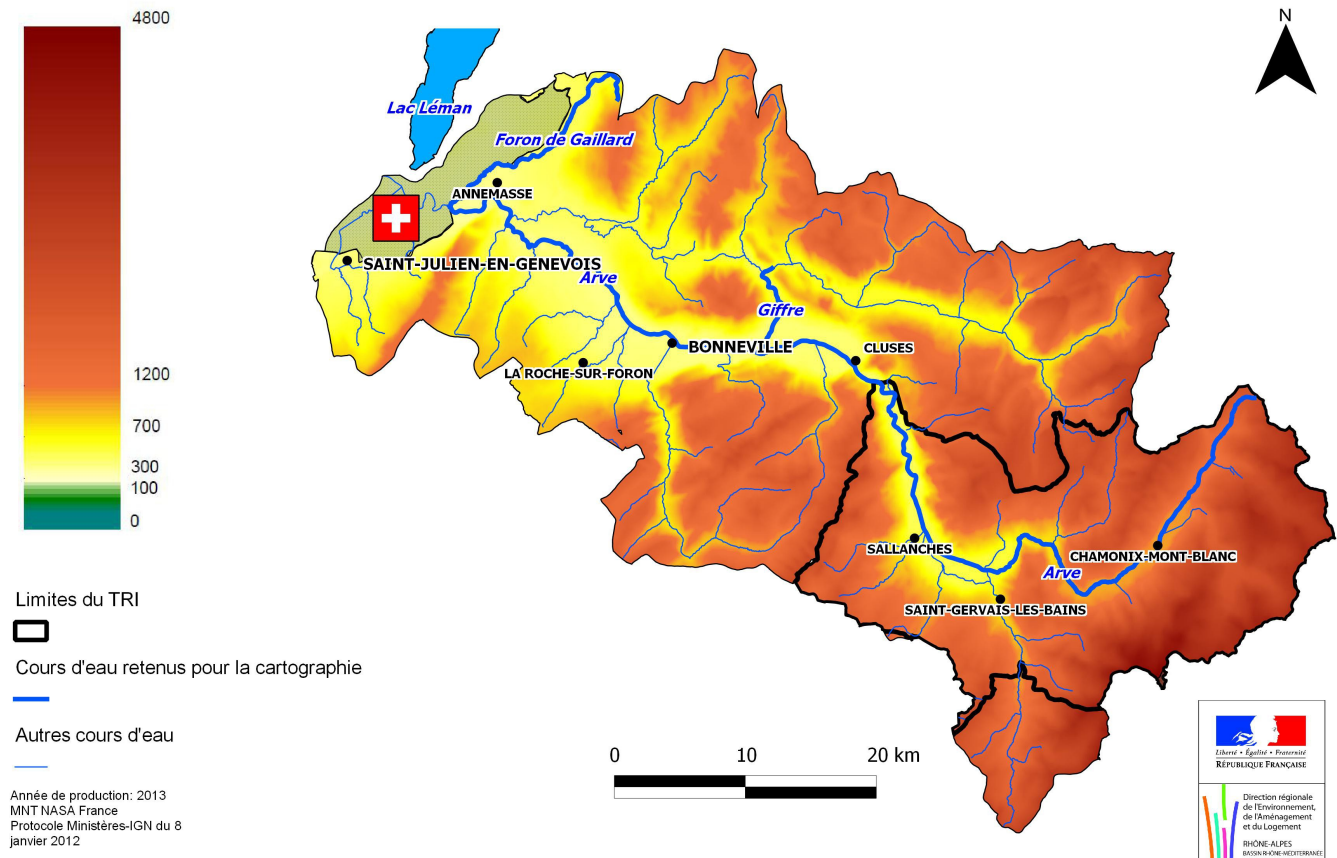 4800
1200
700
300
100
0
N
Lac Léman
Foron de Gaillard
ANNEMASSE
SAINT-JULIEN-EN-GENEVOIS
Arve
Giffre
BONNEVILLE
CLUSES
LA ROCHE-SUR-FORON
SALLANCHES
CHAMONIX-MONT-BLANC
Arve
SAINT-GERVAIS-LES-BAINS
Limites du TRI
Cours d'eau retenus pour la cartographie
Autres cours d'eau
Année de production: 2013
MNT NASA France
Protocole Ministères-IGN du 8
janvier 2012
0 10 20 km
Liberté • Égalité • Fraternité
RÉPUBLIQUE FRANÇAISE
Direction régionale
de l'Environnement,
de l'Aménagement
et du Logement
RHÔNE-ALPES
BASSIN RHÔNE-MÉDITERRANÉE